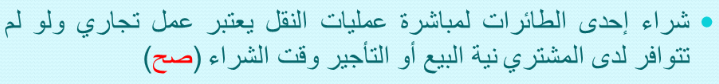 • شراء إحدى الطائرات لمباشرة عمليات النقل يعتبر عمل تجاري ولو لم
تتوافر لدى المشتري نية البيع أو التأجير وقت الشراء (صح)